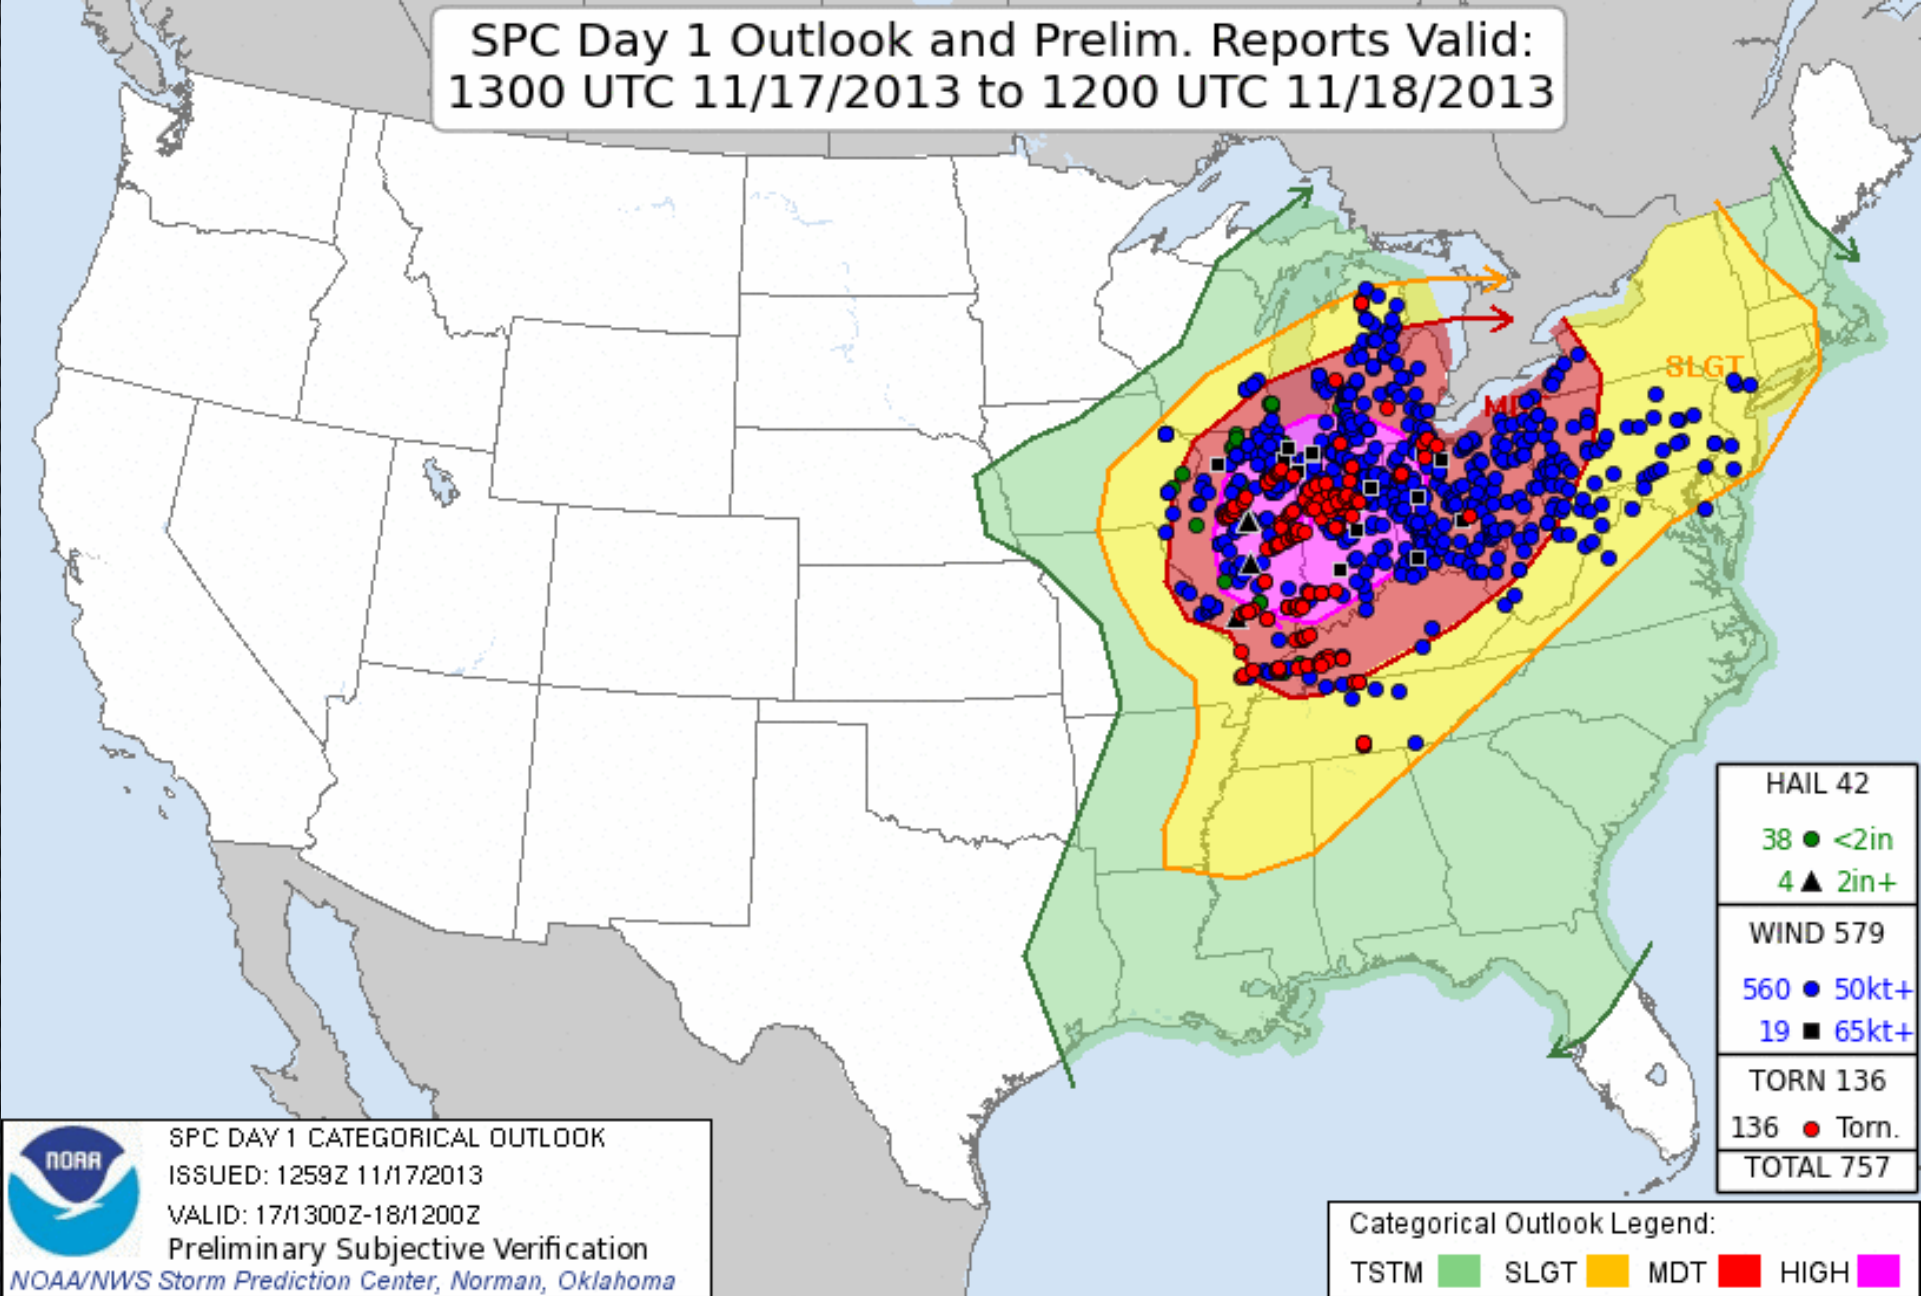 SPC Day 1 Outlook and Prelim. Reports Valid:
1300 UTC 11/17/2013 to 1200 UTC 11/18/2013
SLGT
HAIL 42
38 <2in
4 2in+
WIND 579
560 50kt+
19 65kt+
TORN 136
136 Torn.
TOTAL 757
NOAA
SPC DAY 1 CATEGORICAL OUTLOOK
ISSUED: 1259Z 11/17/2013
VALID: 17/1300Z-18/1200Z
Preliminary Subjective Verification
NOAA/NWS Storm Prediction Center, Norman, Oklahoma
Categorical Outlook Legend:
TSTM SLGT MDT HIGH